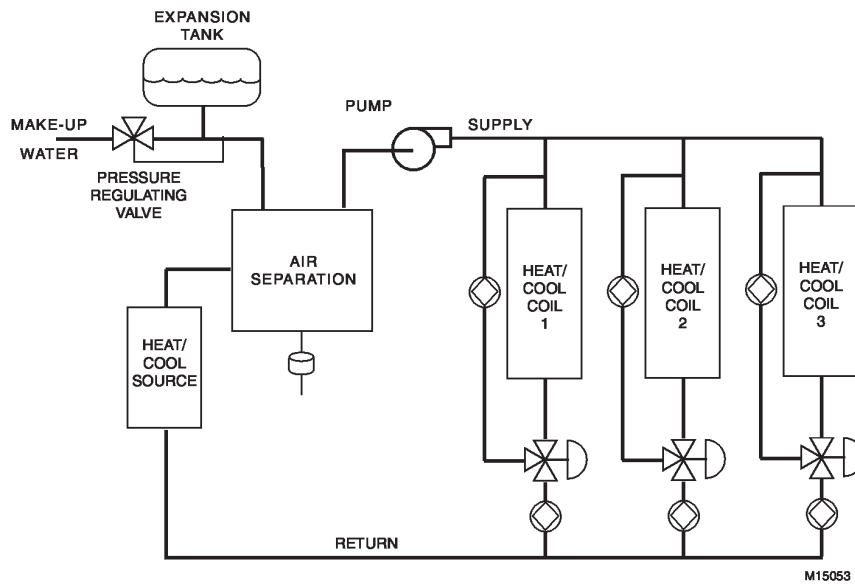 EXPANSION
TANK
MAKE-UP
WATER
PRESSURE
REGULATING
VALVE
PUMP
SUPPLY
AIR
SEPARATION
HEAT/
COOL
SOURCE
HEAT/
COOL
COIL
1
HEAT/
COOL
COIL
2
HEAT/
COOL
COIL
3
RETURN
M15053